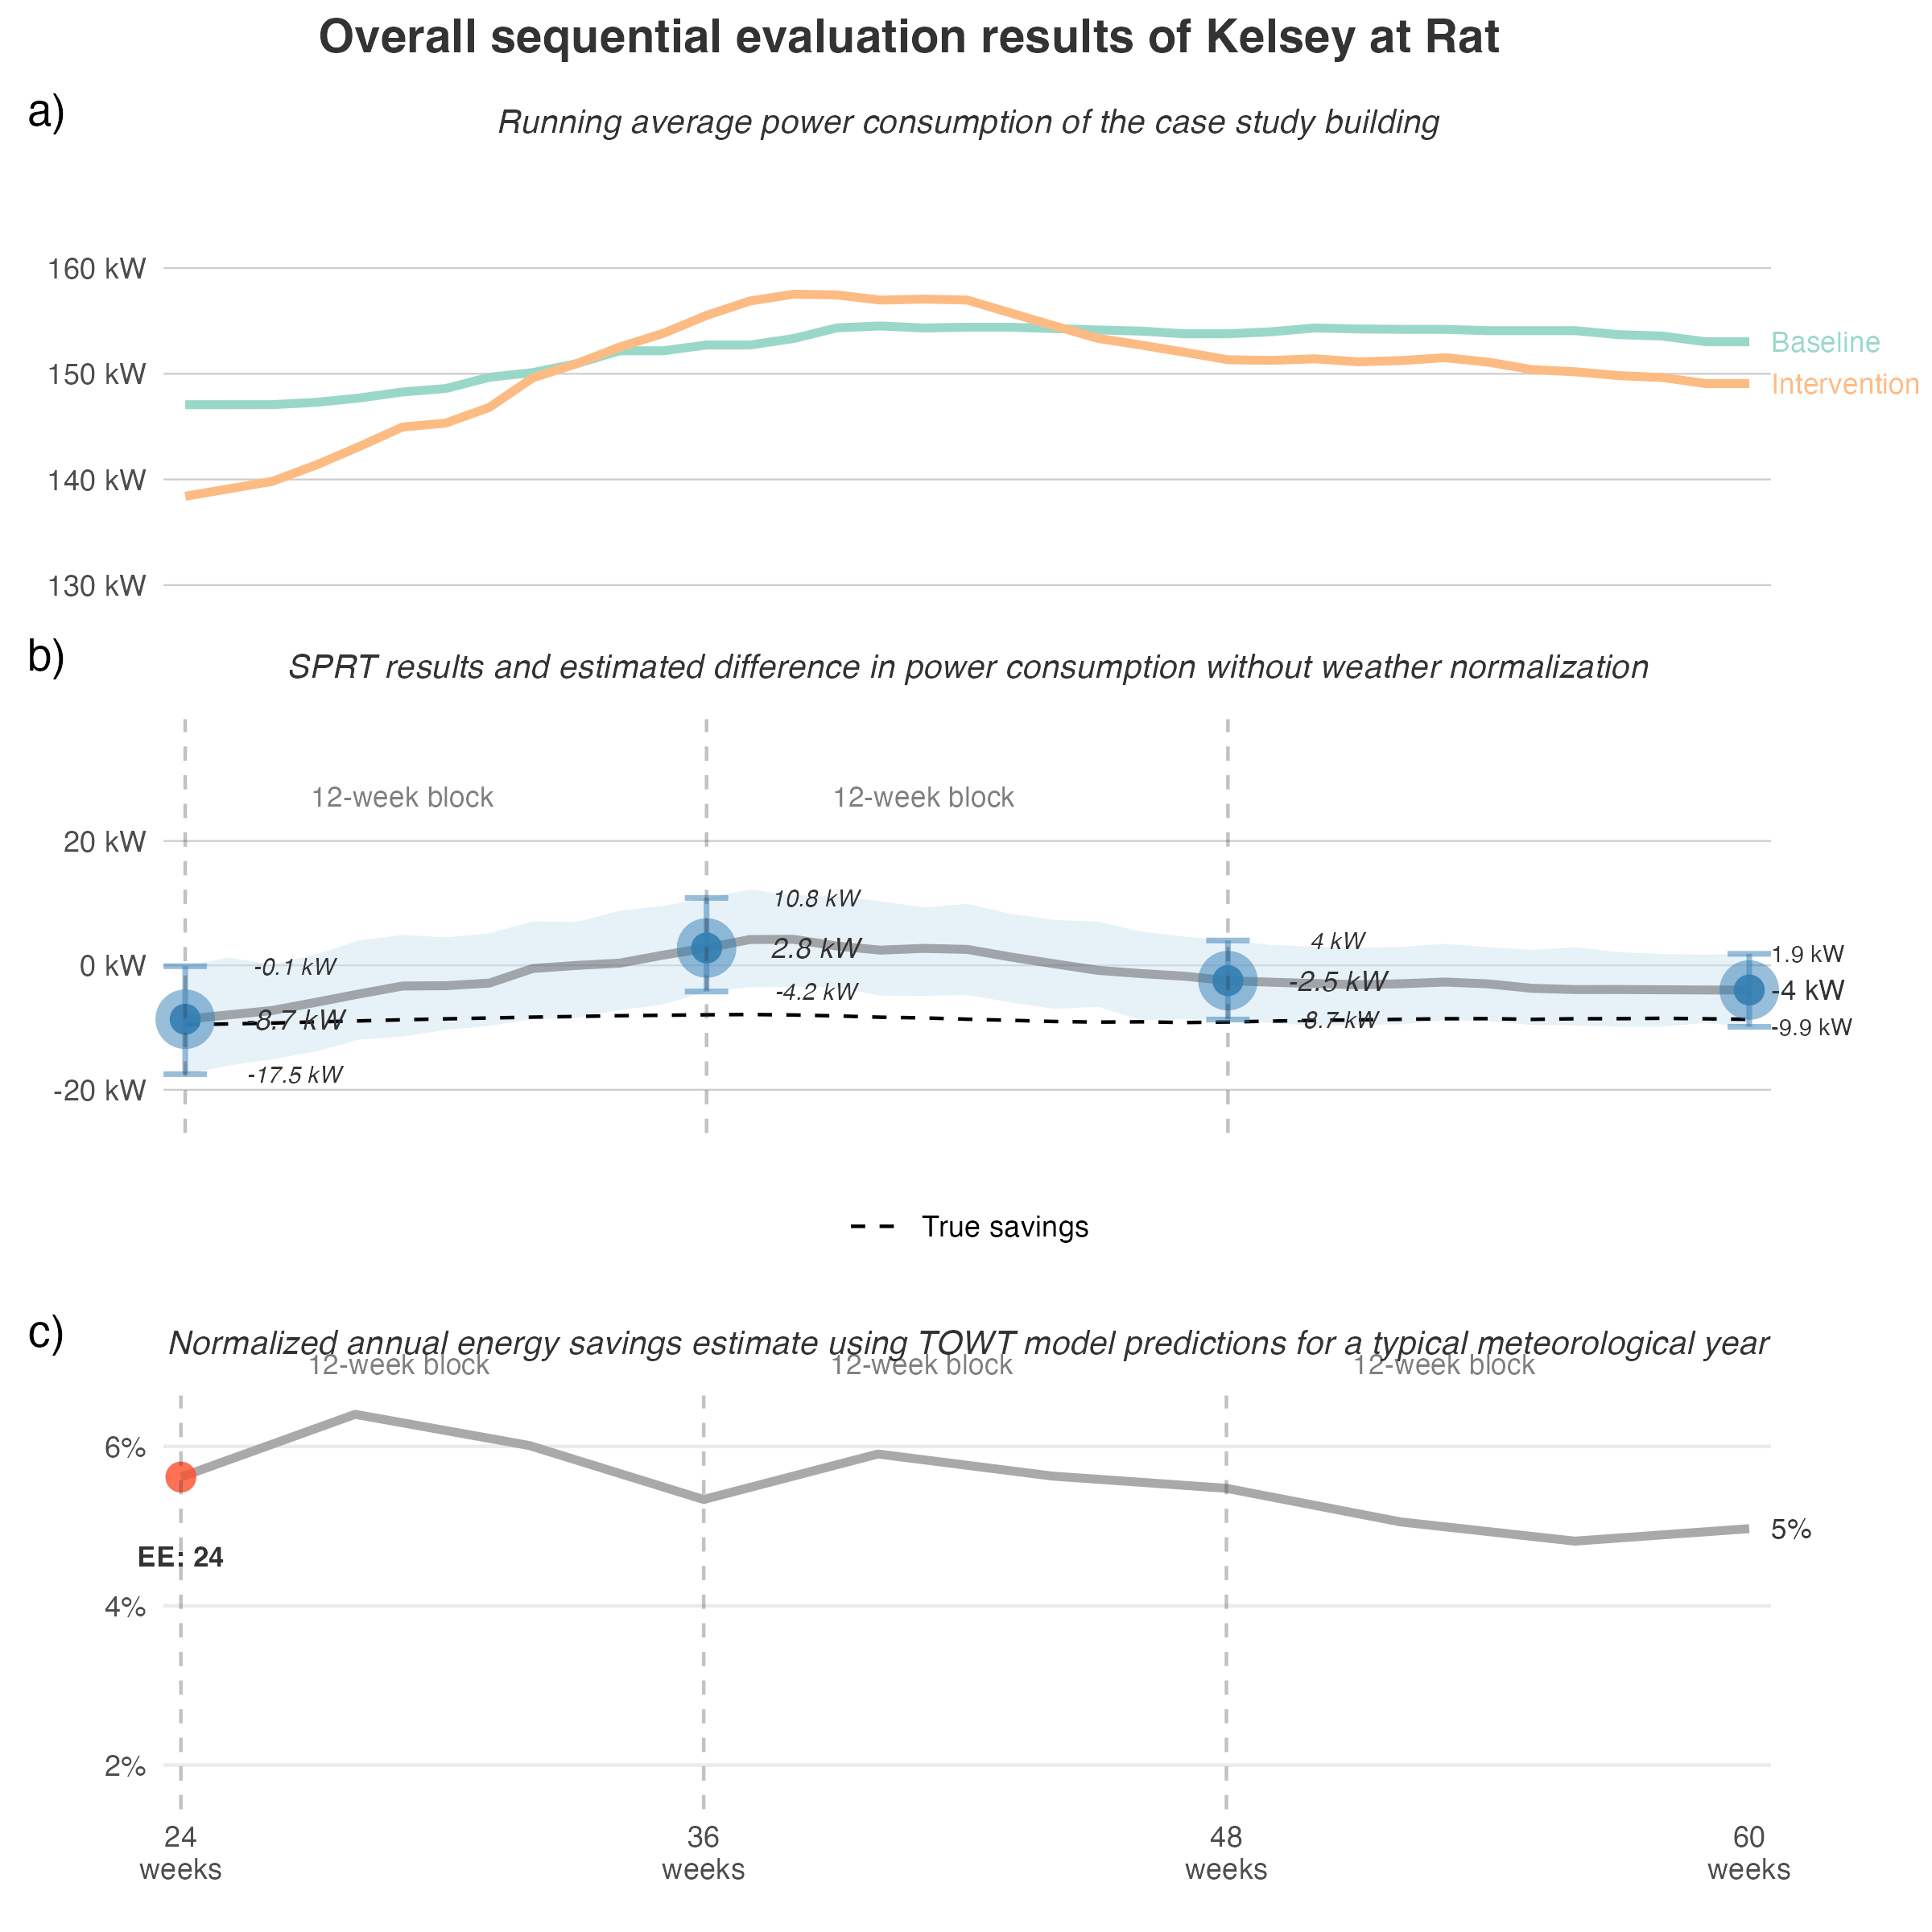 Overall sequential evaluation results of Kelsey at Rat
a)
Running average power consumption of the case study building
160 kW
150 kW
140 kW
130 kW
Baseline
Intervention
b)
SPRT results and estimated difference in power consumption without weather normalization
12-week block
12-week block
20 kW
0 kW
-20 kW
-0.1 kW
-8.7 kW
-17.5 kW
10.8 kW
2.8 kW
-4.2 kW
4 kW
-2.5 kW
-8.7 kW
1.9 kW
-4 kW
-9.9 kW
True savings
c)
Normalized annual energy savings estimate using TOWT model predictions for a typical meteorological year
12-week block
12-week block
12-week block
6%
4%
2%
EE: 24
5%
24
weeks
36
weeks
48
weeks
60
weeks